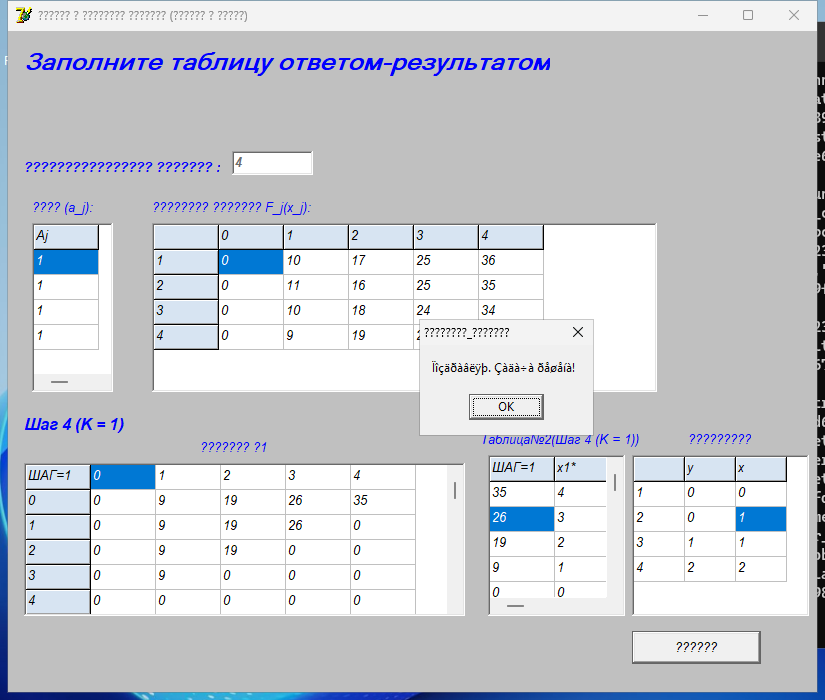 ?????? ? ???????? ??????? (?????? ? ?????)
Заполните таблицу ответом-результатом
???????????????? ??????? : 4
???? (a_j):
???????? ??????? F_j(x_j):
Aj
1
1
1
1
0 1 2 3 4
1 0 10 17 25 36
2 0 11 16 25 35
3 0 10 18 24 34
4 0 9 19
????????_???????
Ïîçäðàâëÿþ. Çàäà÷à ðåøåíà!
OK
Шаг 4 (K = 1)
??????? ?1
ШАГ=1 0 1 2 3 4
0 0 9 19 26 35
1 0 9 19 26 0
2 0 9 19 0 0
3 0 9 0 0 0
4 0 0 0 0 0
Таблица№2(Шаг 4 (K = 1))
ШАГ=1 x1*
35 4
26 3
19 2
9 1
0 0
?????????
y x
1 0 0
2 0 1
3 1 1
4 2 2
??????